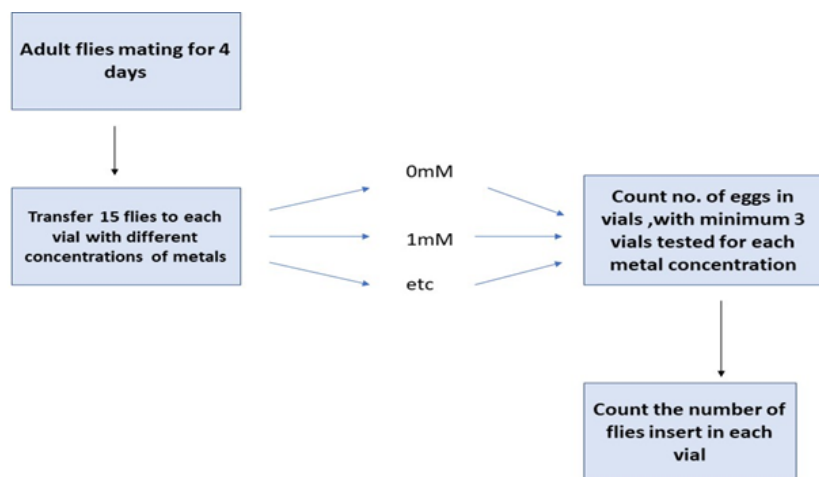 Adult flies mating for 4
days
Transfer 15 flies to each
vial with different
concentrations of metals
0mM
1mM
etc
Count no. of eggs in
vials ,with minimum 3
vials tested for each
metal concentration
Count the number of
flies insert in each
vial